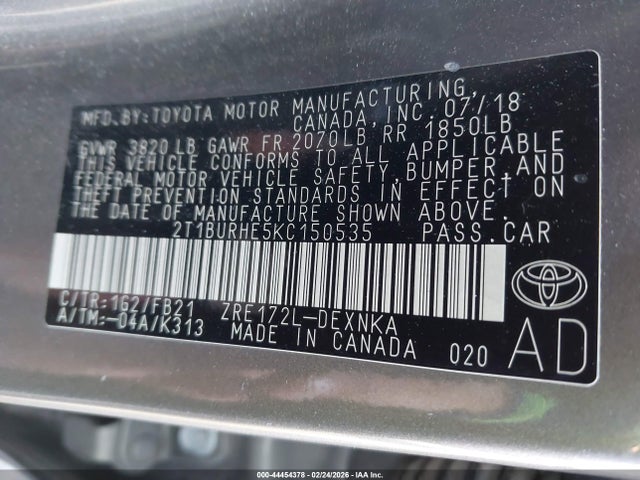 MFD.BY:TOYOTA MOTOR MANUFACTURING,
CANADA, INC. 07/18
GVWR 3820LB GAWR FR 2070LB, RR 1850LB
THIS VEHICLE CONFORMS TO ALL APPLICABLE
FEDERAL MOTOR VEHICLE SAFETY, BUMPER, AND
THEFT PREVENTION STANDARDS IN EFFECT ON
THE DATE OF MANUFACTURE SHOWN ABOVE.
2T1BURHE5KC150535 PASS.CAR
C/TR:162/FB21 ZRE172L-DEXNKA
A/TM:-04A/K313 MADE IN CANADA 020
AD
000-44454378 - 02/24/2026 - IAA Inc.